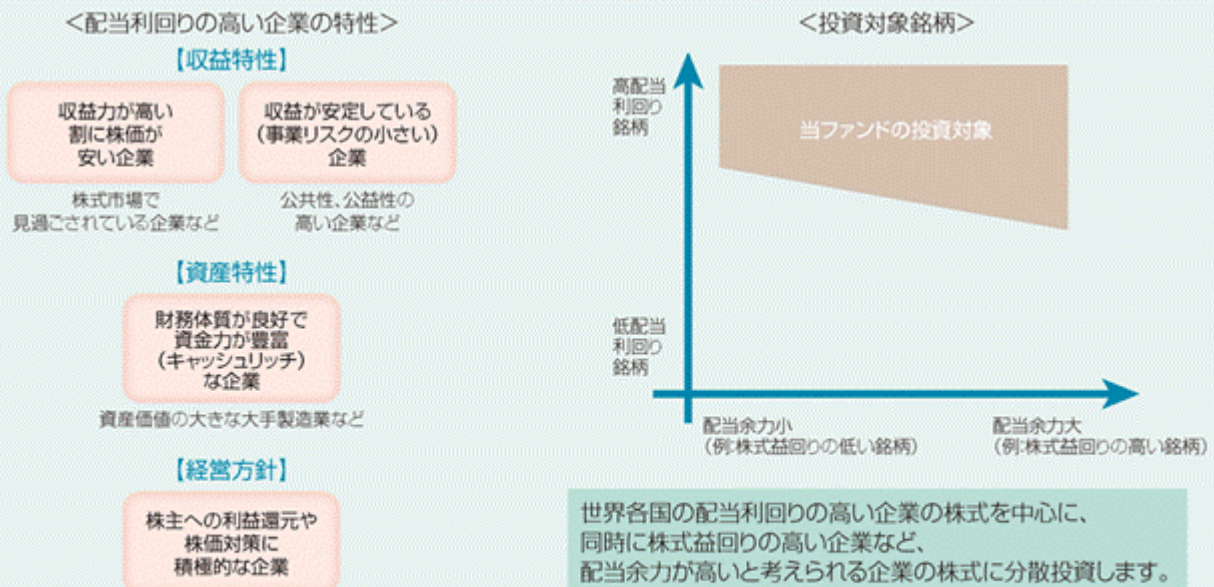 ＜配当利回りの高い企業の特性＞
【収益特性】
収益力が高い
割に株価が
安い企業
株式市場で
見過ごされている企業など
収益が安定している
（事業リスクの小さい）
企業
公共性、公益性の
高い企業など
【資産特性】
財務体質が良好で
資金力が豊富
（キャッシュリッチ）
な企業
資産価値の大きな大手製造業など
【経営方針】
株主への利益還元や
株価対策に
積極的な企業
＜投資対象銘柄＞
高配当
利回り
銘柄
当ファンドの投資対象
低配当
利回り
銘柄
配当余力小
（例:株式益回りの低い銘柄）
配当余力大
（例:株式益回りの高い銘柄）
世界各国の配当利回りの高い企業の株式を中心に、
同時に株式益回りの高い企業など、
配当余力が高いと考えられる企業の株式に分散投資します。